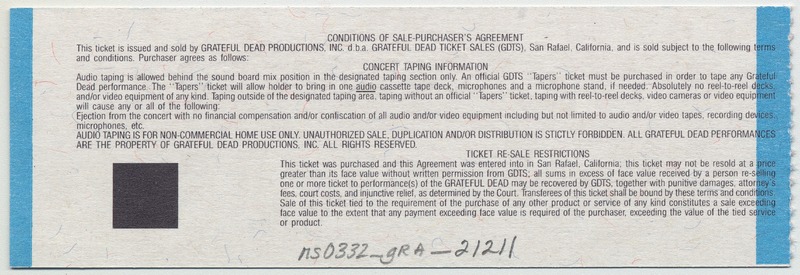 CONDITIONS OF SALE-PURCHASER'S AGREEMENT
This ticket is issued and sold by GRATEFUL DEAD PRODUCTIONS, INC. d.b.a. GRATEFUL DEAD TICKET SALES (GDTS), San Rafael, California, and is sold subject to the following terms
and conditions. Purchaser agrees as follows:
CONCERT TAPING INFORMATION
Audio taping is allowed behind the sound board mix position in the designated taping section only. An official GDTS "Tapers" ticket must be purchased in order to tape any Grateful
Dead performance. The "Tapers" ticket will allow holder to bring in one audio cassette tape deck, microphones and a microphone stand, if needed. Absolutely no reel-to-reel decks,
and/or video equipment of any kind. Taping outside of the designated taping area, taping without an official "Tapers" ticket, taping with reel-to-reel decks, video cameras or video equipment
will cause any or all of the following:
Ejection from the concert with no financial compensation and/or confiscation of all audio and/or video equipment including but not limited to audio and/or video tapes, recording devices,
microphones, etc.
AUDIO TAPING IS FOR NON-COMMERCIAL HOME USE ONLY. UNAUTHORIZED SALE, DUPLICATION AND/OR DISTRIBUTION IS STICTLY FORBIDDEN. ALL GRATEFUL DEAD PERFORMANCES
ARE THE PROPERTY OF GRATEFUL DEAD PRODUCTIONS, INC. ALL RIGHTS RESERVED.
TICKET RE-SALE RESTRICTIONS
This ticket was purchased and this Agreement was entered into in San Rafael, California; this ticket may not be resold at a price
greater than its face value without written permission from GDTS; all sums in excess of face value received by a person re-selling
one or more ticket to performance(s) of the GRATEFUL DEAD may be recovered by GDTS, together with punitive damages, attorney's
fees, court costs, and injunctive relief, as determined by the Court. Transferees of this ticket shall be bound by these terms and conditions.
Sale of this ticket tied to the requirement of the purchase of any other product or service of any kind constitutes a sale exceeding
face value to the extent that any payment exceeding face value is required of the purchaser, exceeding the value of the tied service
or product.
ms0332_gRA_21211